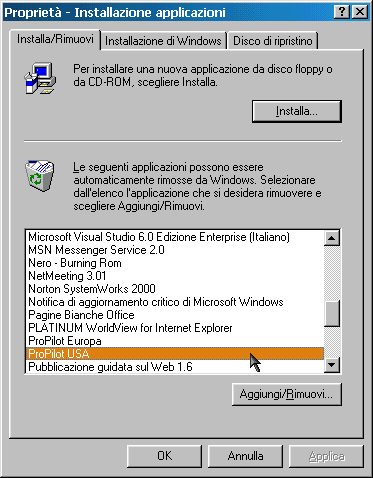 Proprietà - Installazione applicazioni
Installa/Rimuovi
Installazione di Windows
Disco di ripristino
Per installare una nuova applicazione da disco floppy o
da CD-ROM, scegliere Installa.
Installa...
Le seguenti applicazioni possono essere
automaticamente rimosse da Windows. Selezionare
dall'elenco l'applicazione che si desidera rimuovere e
scegliere Aggiungi/Rimuovi.
Microsoft Visual Studio 6.0 Edizione Enterprise (Italiano)
MSN Messenger Service 2.0
Nero - Burning Rom
NetMeeting 3.01
Norton SystemWorks 2000
Notifica di aggiornamento critico di Microsoft Windows
Pagine Bianche Office
PLATINUM WorldView for Internet Explorer
ProPilot Europa
ProPilot USA
Pubblicazione guidata sul Web 1.6
Aggiungi/Rimuovi...
OK
Annulla
Applica